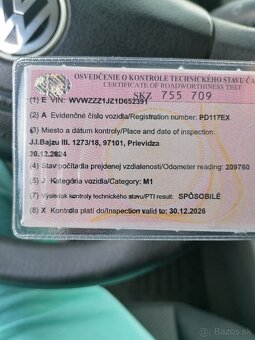 OSVEDČENIE O KONTROLE TECHNICKÉHO STAVU ČA
CERTIFICATE OF ROADWORTHINESS TEST
SKZ 755 709
(1) E VIN: WVWZZZ1JZ1D652391
(2) A Evidenčné číslo vozidla/Registration number: PD117EX
(3) Miesto a dátum kontroly/Place and date of inspection:
J.I.Bajzu III. 1273/18, 97101, Prievidza
30.12.2024
(4) Stav počítadla prejdenej vzdialenosti/Odometer reading: 209760
(5) J Kategória vozidla/Category: M1
(7) Výsledok kontroly technického stavu/PTI result: SPÔSOBILÉ
(8) X Kontrola platí do/Inspection valid to: 30.12.2026
Bazos.sk